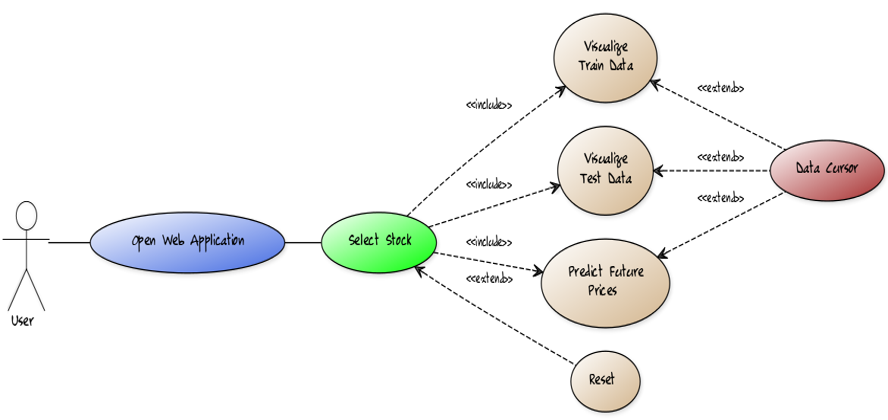 Visualize
Train Data
<<include>>
<<extend>>
Visualize
Test Data
<<include>>
<<extend>>
Data Cursor
<<extend>>
Open Web Application
Select Stock
<<include>>
<<extend>>
Predict Future
Prices
User
Reset